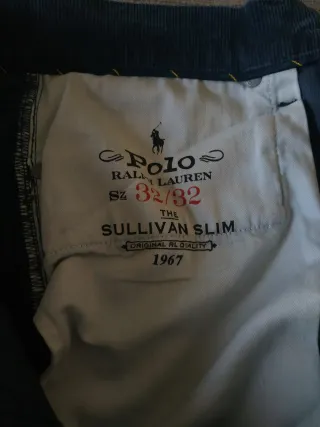 Polo
RALPH LAUREN
Sz 32/32
THE
SULLIVAN SLIM
ORIGINAL RL QUALITY
1967